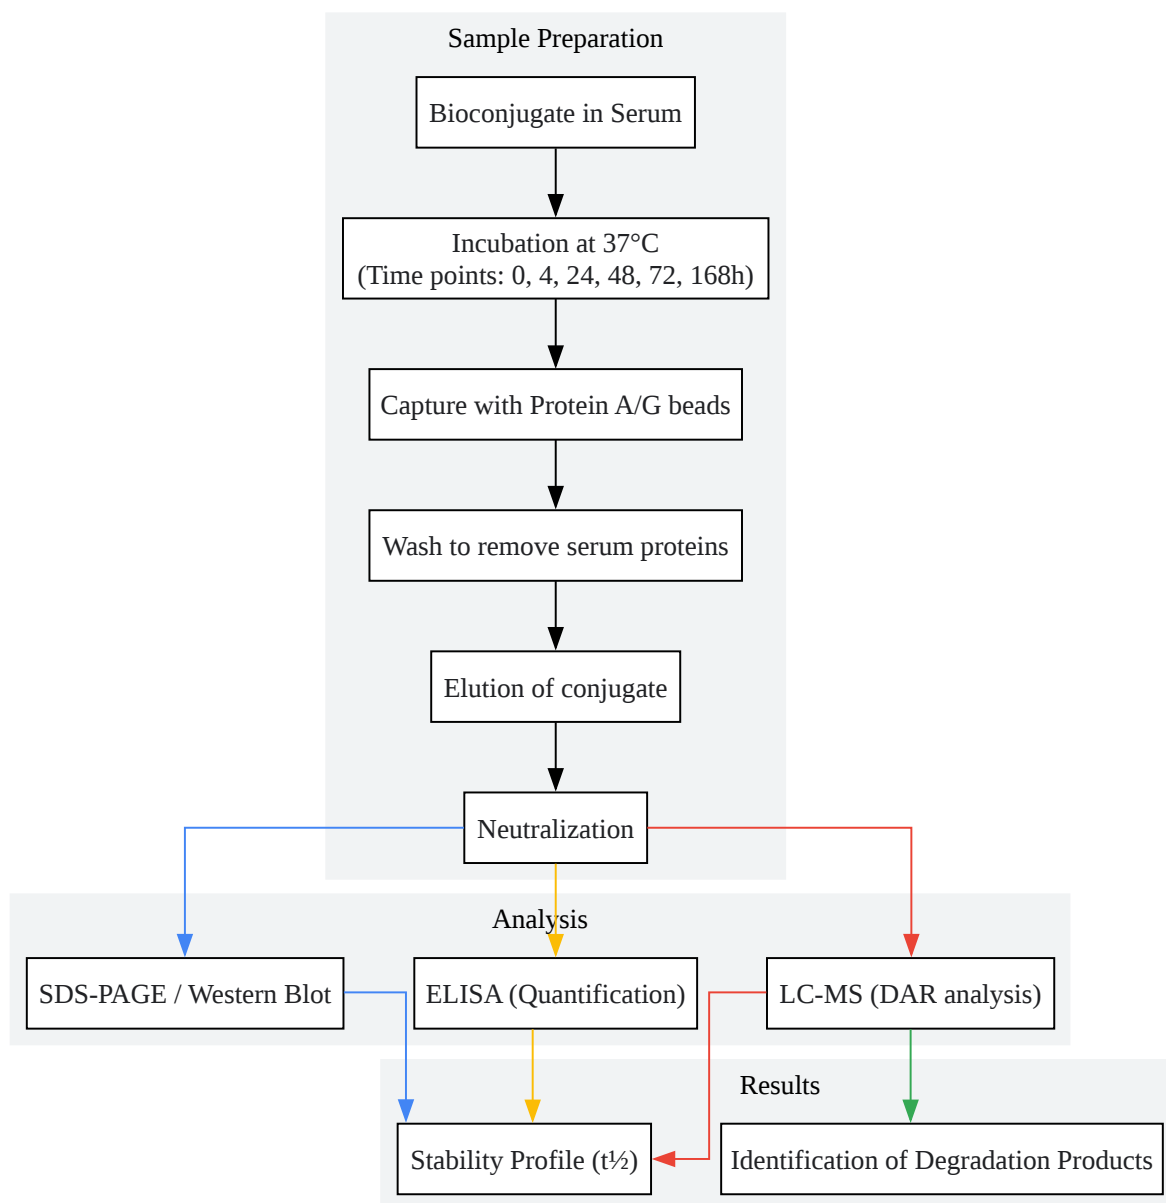 Sample Preparation
Bioconjugate in Serum
Incubation at 37°C
(Time points: 0, 4, 24, 48, 72, 168h)
Capture with Protein A/G beads
Wash to remove serum proteins
Elution of conjugate
Neutralization
Analysis
SDS-PAGE / Western Blot
ELISA (Quantification)
LC-MS (DAR analysis)
Results
Stability Profile (t½)
Identification of Degradation Products